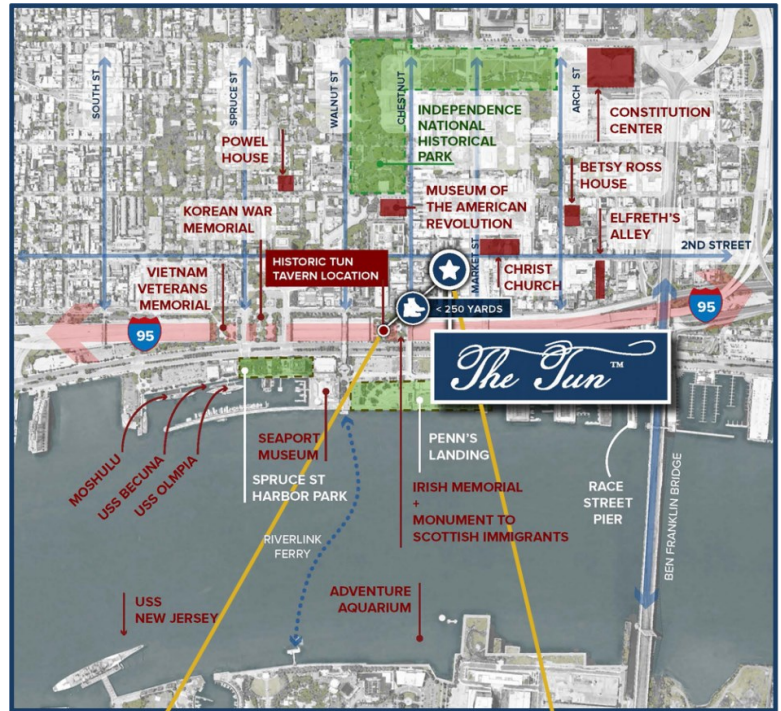 SOUTH ST
SPRUCE ST
WALNUT ST
CHESTNUT
ARCH ST
INDEPENDENCE
NATIONAL
HISTORICAL
PARK
CONSTITUTION
CENTER
POWEL
HOUSE
BETSY ROSS
HOUSE
MUSEUM OF
THE AMERICAN
REVOLUTION
KOREAN WAR
MEMORIAL
ELFRETH'S
ALLEY
MARKET ST
2ND STREET
HISTORIC TUN
TAVERN LOCATION
VIETNAM
VETERANS
MEMORIAL
CHRIST
CHURCH
< 250 YARDS
95
95
The Tun™
MOSHULU
USS BECUNA
USS OLMPIA
SEAPORT
MUSEUM
SPRUCE ST
HARBOR PARK
PENN'S
LANDING
IRISH MEMORIAL
+
MONUMENT TO
SCOTTISH IMMIGRANTS
RACE
STREET
PIER
BEN FRANKLIN BRIDGE
RIVERLINK
FERRY
USS
NEW JERSEY
ADVENTURE
AQUARIUM